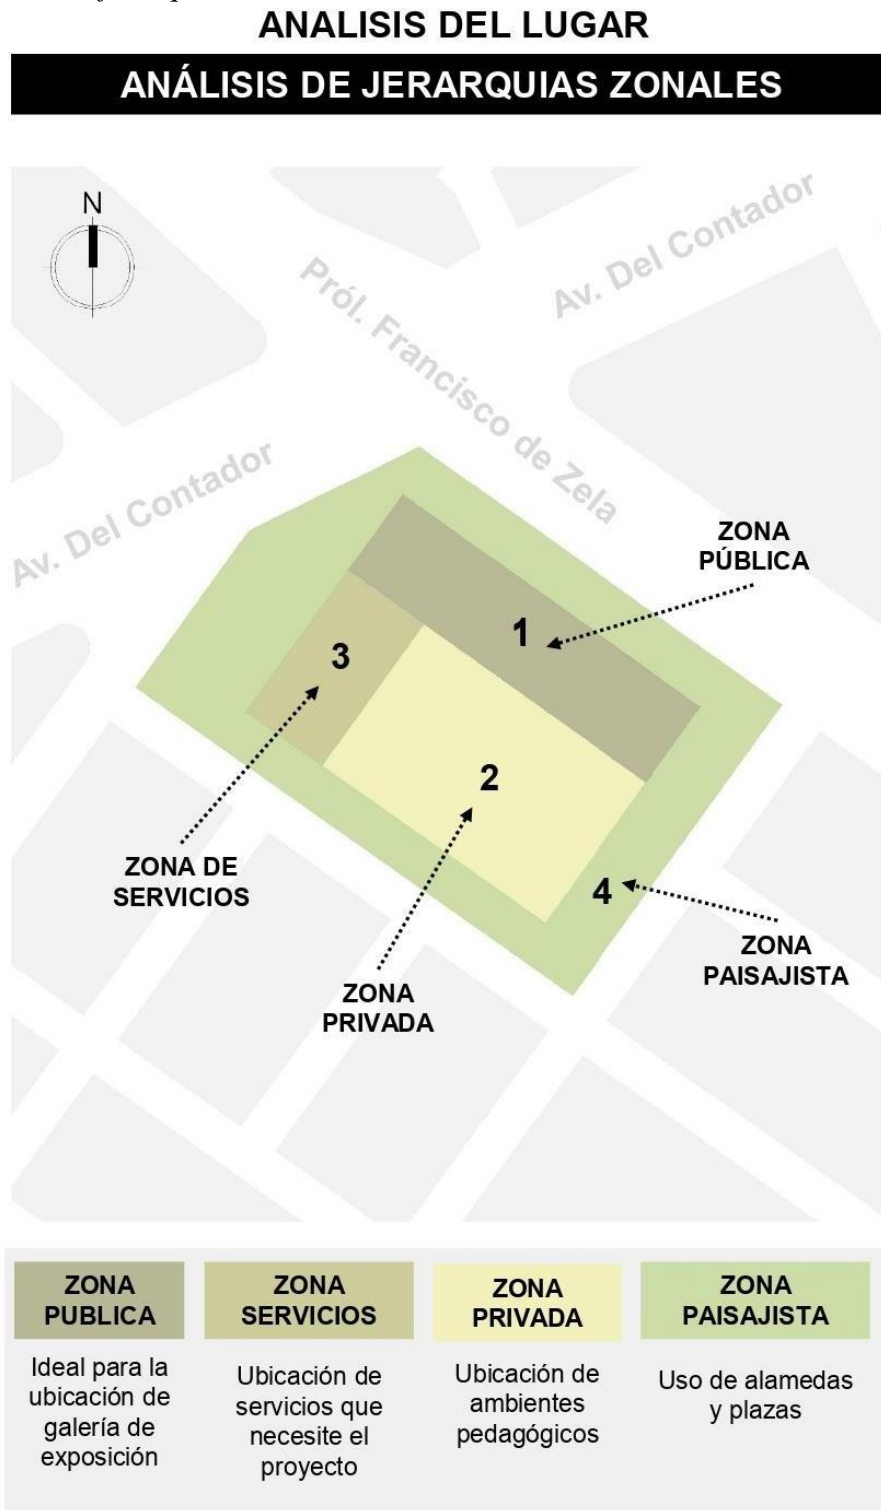 ANALISIS DEL LUGAR
ANÁLISIS DE JERARQUIAS ZONALES
N
Av. Del Contador
Pról. Francisco de Zela
Av. Del Contador
ZONA
PÚBLICA
1
3
2
ZONA DE
SERVICIOS
4
ZONA
PAISAJISTA
ZONA
PRIVADA
ZONA
PUBLICA
Ideal para la
ubicación de
galería de
exposición
ZONA
SERVICIOS
Ubicación de
servicios que
necesite el
proyecto
ZONA
PRIVADA
Ubicación de
ambientes
pedagógicos
ZONA
PAISAJISTA
Uso de alamedas
y plazas